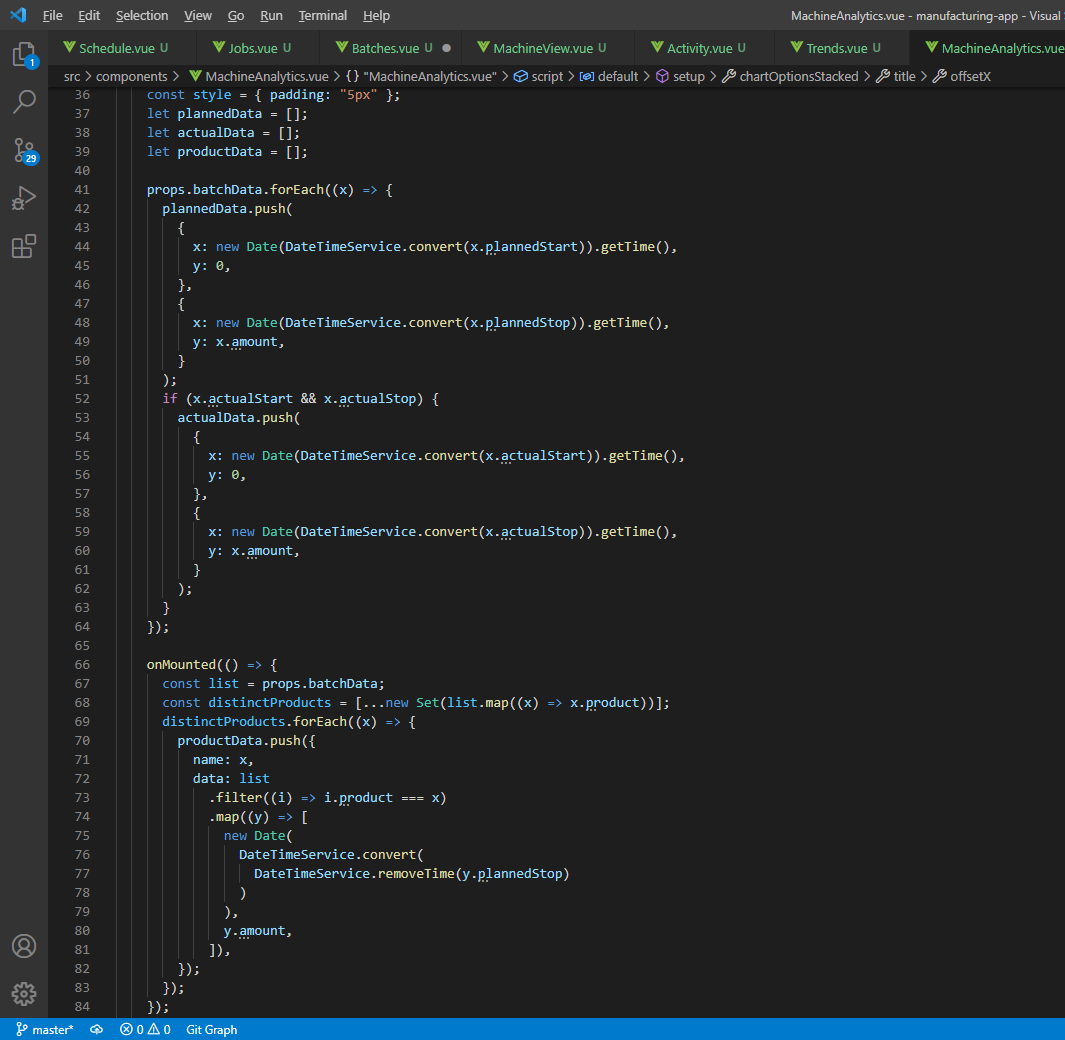 File Edit Selection View Go Run Terminal Help MachineAnalytics.vue - manufacturing-app - Visual
Schedule.vue U Jobs.vue U Batches.vue U MachineView.vue U Activity.vue U Trends.vue U MachineAnalytics.vue
src > components > MachineAnalytics.vue > {} "MachineAnalytics.vue" > script > default > setup > chartOptionsStacked > title > offsetX
1
29
36 const style = { padding: "5px" };
37 let plannedData = [];
38 let actualData = [];
39 let productData = [];
40
41 props.batchData.forEach((x) => {
42 plannedData.push(
43 {
44 x: new Date(DateTimeService.convert(x.plannedStart)).getTime(),
45 y: 0,
46 },
47 {
48 x: new Date(DateTimeService.convert(x.plannedStop)).getTime(),
49 y: x.amount,
50 }
51 );
52 if (x.actualStart && x.actualStop) {
53 actualData.push(
54 {
55 x: new Date(DateTimeService.convert(x.actualStart)).getTime(),
56 y: 0,
57 },
58 {
59 x: new Date(DateTimeService.convert(x.actualStop)).getTime(),
60 y: x.amount,
61 }
62 );
63 }
64 });
65
66 onMounted(() => {
67 const list = props.batchData;
68 const distinctProducts = [...new Set(list.map((x) => x.product))];
69 distinctProducts.forEach((x) => {
70 productData.push({
71 name: x,
72 data: list
73 .filter((i) => i.product === x)
74 .map((y) => [
75 new Date(
76 DateTimeService.convert(
77 DateTimeService.removeTime(y.plannedStop)
78 )
79 ),
80 y.amount,
81 ]),
82 });
83 });
84 });
master* 0 0 Git Graph